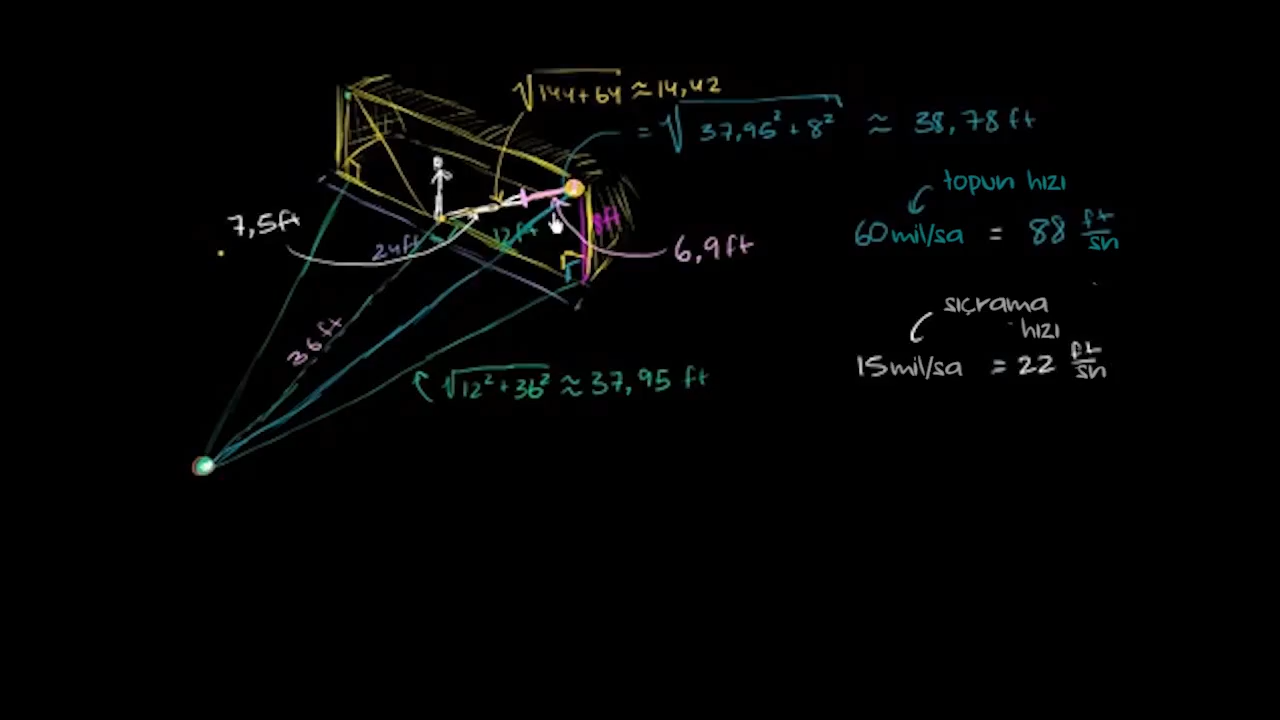 √144+64 ≈ 14,42
= √37,95² + 8² ≈ 38,78 ft
topun hızı
60 mil/sa = 88 ft/sn
7,5ft
24ft
12ft
8ft
6,9ft
sıçrama
hızı
15mil/sa = 22 ft/sn
36ft
√12² + 36² ≈ 37,95 ft